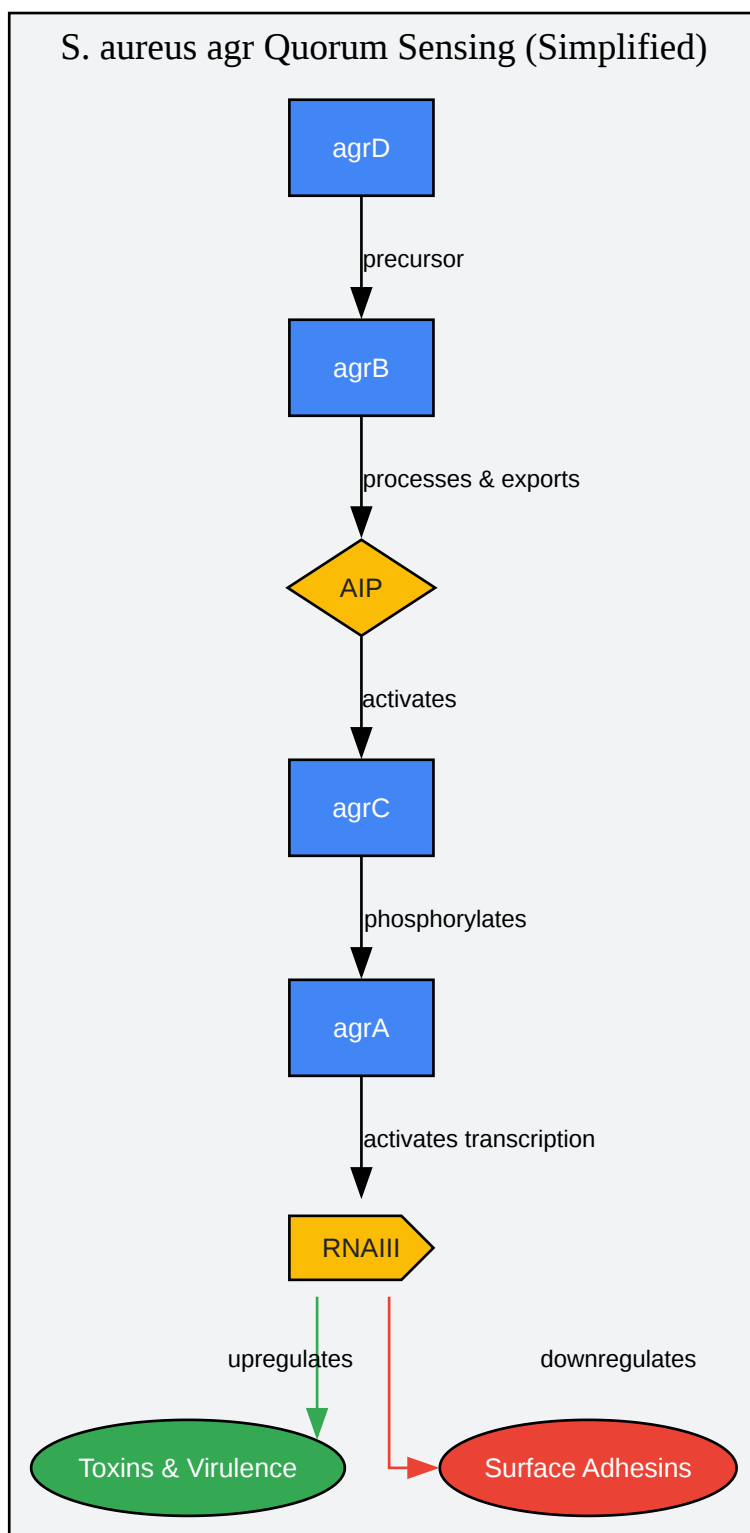 S. aureus agr Quorum Sensing (Simplified)
agrD
precursor
agrB
processes & exports
AIP
activates
agrC
phosphorylates
agrA
activates transcription
RNAIII
upregulates
downregulates
Toxins & Virulence
Surface Adhesins